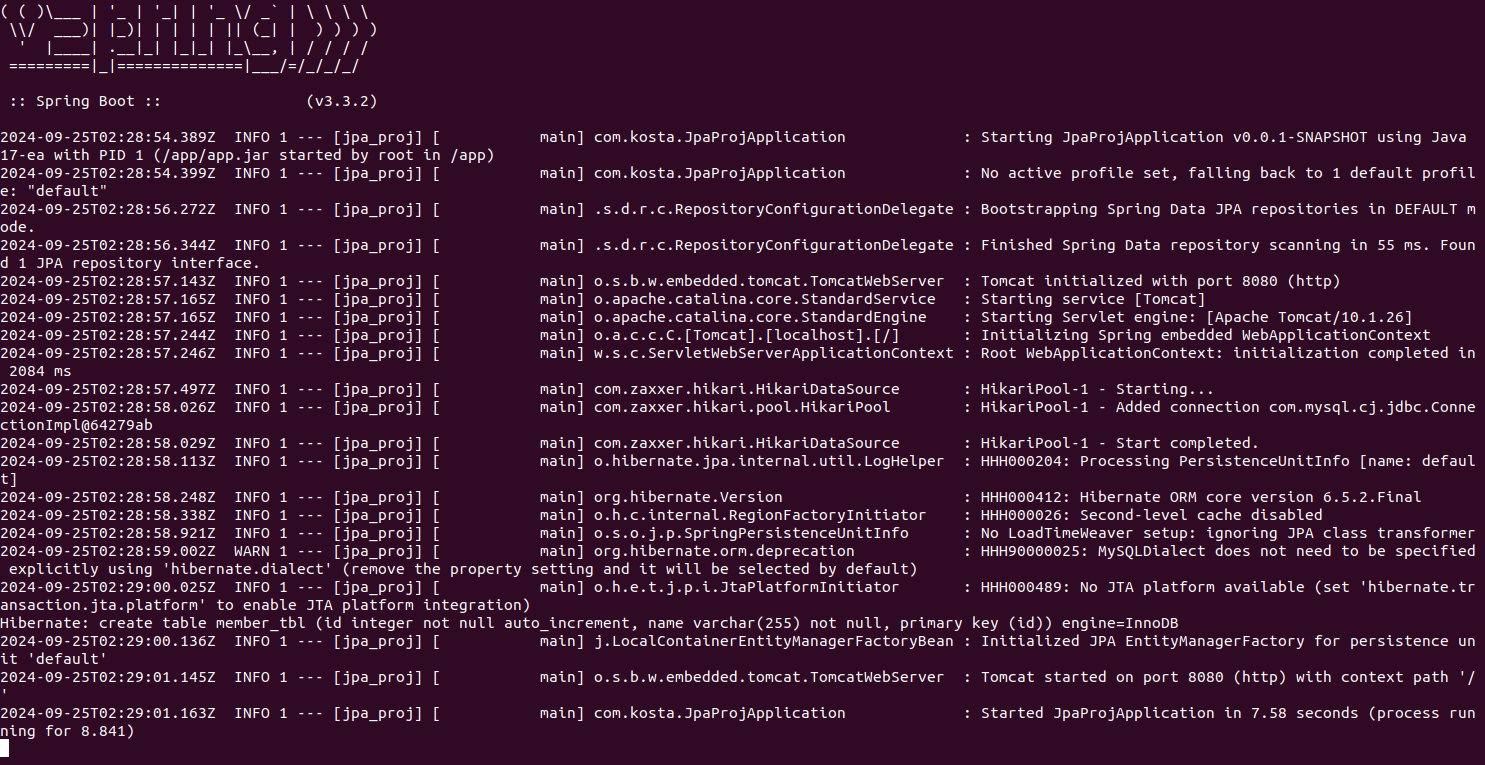 ( ( )\___ | '_ | '_| | '_ \/ _` | \ \ \ \
 \\/  ___)| |_)| | | | | || (_| |  ) ) ) )
  '  |____| .__|_| |_|_| |_\__, | / / / /
 =========|_|==============|___/=/_/_/_/

 :: Spring Boot ::                (v3.3.2)

2024-09-25T02:28:54.389Z  INFO 1 --- [jpa_proj] [           main] com.kosta.JpaProjApplication             : Starting JpaProjApplication v0.0.1-SNAPSHOT using Java
17-ea with PID 1 (/app/app.jar started by root in /app)
2024-09-25T02:28:54.399Z  INFO 1 --- [jpa_proj] [           main] com.kosta.JpaProjApplication             : No active profile set, falling back to 1 default profil
e: "default"
2024-09-25T02:28:56.272Z  INFO 1 --- [jpa_proj] [           main] .s.d.r.c.RepositoryConfigurationDelegate : Bootstrapping Spring Data JPA repositories in DEFAULT m
ode.
2024-09-25T02:28:56.344Z  INFO 1 --- [jpa_proj] [           main] .s.d.r.c.RepositoryConfigurationDelegate : Finished Spring Data repository scanning in 55 ms. Foun
d 1 JPA repository interface.
2024-09-25T02:28:57.143Z  INFO 1 --- [jpa_proj] [           main] o.s.b.w.embedded.tomcat.TomcatWebServer  : Tomcat initialized with port 8080 (http)
2024-09-25T02:28:57.165Z  INFO 1 --- [jpa_proj] [           main] o.apache.catalina.core.StandardService   : Starting service [Tomcat]
2024-09-25T02:28:57.165Z  INFO 1 --- [jpa_proj] [           main] o.apache.catalina.core.StandardEngine    : Starting Servlet engine: [Apache Tomcat/10.1.26]
2024-09-25T02:28:57.244Z  INFO 1 --- [jpa_proj] [           main] o.a.c.c.C.[Tomcat].[localhost].[/]       : Initializing Spring embedded WebApplicationContext
2024-09-25T02:28:57.246Z  INFO 1 --- [jpa_proj] [           main] w.s.c.ServletWebServerApplicationContext : Root WebApplicationContext: initialization completed in
 2084 ms
2024-09-25T02:28:57.497Z  INFO 1 --- [jpa_proj] [           main] com.zaxxer.hikari.HikariDataSource       : HikariPool-1 - Starting...
2024-09-25T02:28:58.026Z  INFO 1 --- [jpa_proj] [           main] com.zaxxer.hikari.pool.HikariPool        : HikariPool-1 - Added connection com.mysql.cj.jdbc.Conne
ctionImpl@64279ab
2024-09-25T02:28:58.029Z  INFO 1 --- [jpa_proj] [           main] com.zaxxer.hikari.HikariDataSource       : HikariPool-1 - Start completed.
2024-09-25T02:28:58.113Z  INFO 1 --- [jpa_proj] [           main] o.hibernate.jpa.internal.util.LogHelper  : HHH000204: Processing PersistenceUnitInfo [name: defaul
t]
2024-09-25T02:28:58.248Z  INFO 1 --- [jpa_proj] [           main] org.hibernate.Version                    : HHH000412: Hibernate ORM core version 6.5.2.Final
2024-09-25T02:28:58.338Z  INFO 1 --- [jpa_proj] [           main] o.h.c.internal.RegionFactoryInitiator    : HHH000026: Second-level cache disabled
2024-09-25T02:28:58.921Z  INFO 1 --- [jpa_proj] [           main] o.s.o.j.p.SpringPersistenceUnitInfo      : No LoadTimeWeaver setup: ignoring JPA class transformer
2024-09-25T02:28:59.002Z  WARN 1 --- [jpa_proj] [           main] org.hibernate.orm.deprecation            : HHH90000025: MySQLDialect does not need to be specified
 explicitly using 'hibernate.dialect' (remove the property setting and it will be selected by default)
2024-09-25T02:29:00.025Z  INFO 1 --- [jpa_proj] [           main] o.h.e.t.j.p.i.JtaPlatformInitiator       : HHH000489: No JTA platform available (set 'hibernate.tr
ansaction.jta.platform' to enable JTA platform integration)
Hibernate: create table member_tbl (id integer not null auto_increment, name varchar(255) not null, primary key (id)) engine=InnoDB
2024-09-25T02:29:00.136Z  INFO 1 --- [jpa_proj] [           main] j.LocalContainerEntityManagerFactoryBean : Initialized JPA EntityManagerFactory for persistence un
it 'default'
2024-09-25T02:29:01.145Z  INFO 1 --- [jpa_proj] [           main] o.s.b.w.embedded.tomcat.TomcatWebServer  : Tomcat started on port 8080 (http) with context path '/
'
2024-09-25T02:29:01.163Z  INFO 1 --- [jpa_proj] [           main] com.kosta.JpaProjApplication             : Started JpaProjApplication in 7.58 seconds (process run
ning for 8.841)